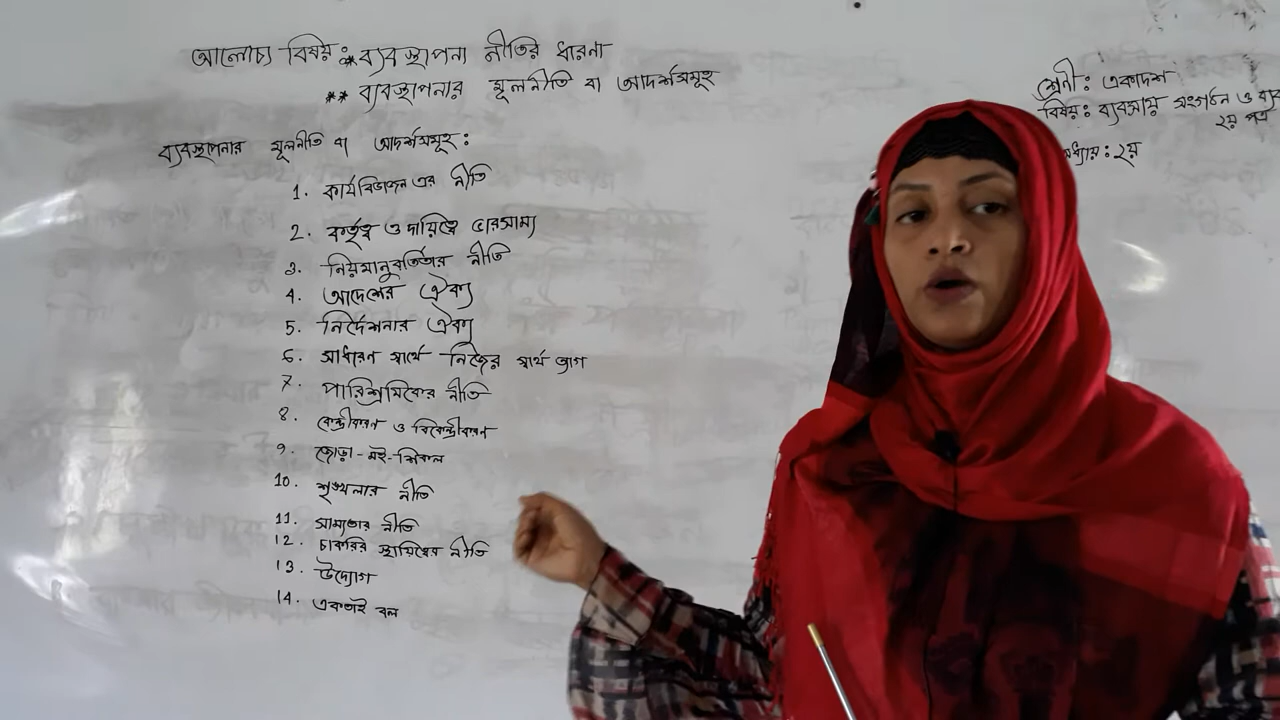 আলোচ্য বিষয়ঃ * ব্যবস্থাপনা নীতির ধারনা
** ব্যবস্থাপনার মূলনীতি বা আদর্শসমূহ
শ্রেনীঃ একাদশ
বিষয়ঃ ব্যবসায় সংগঠন ও
২য় পত্র
ব্যবস্থাপনার মূলনীতি বা আদর্শসমূহঃ
ধ্যায়ঃ ২য়
1. কার্যবিভাজন এর নীতি
2. কর্তৃত্ব ও দায়িত্বে ভারসাম্য
3. নিয়মানুবর্তিতার নীতি
4. আদেশের ঐক্য
5. নির্দেশনার ঐক্য
6. সাধারণ স্বার্থে নিজের স্বার্থ ত্যাগ
7. পারিশ্রমিকের নীতি
8. কেন্দ্রীকরণ ও বিকেন্দ্রীকরণ
9. জোড়া-মই-শিকল
10. শৃঙ্খলার নীতি
11. সাম্যতার নীতি
12. চাকরির স্থায়িত্বের নীতি
13. উদ্যোগ
14. একতাই বল